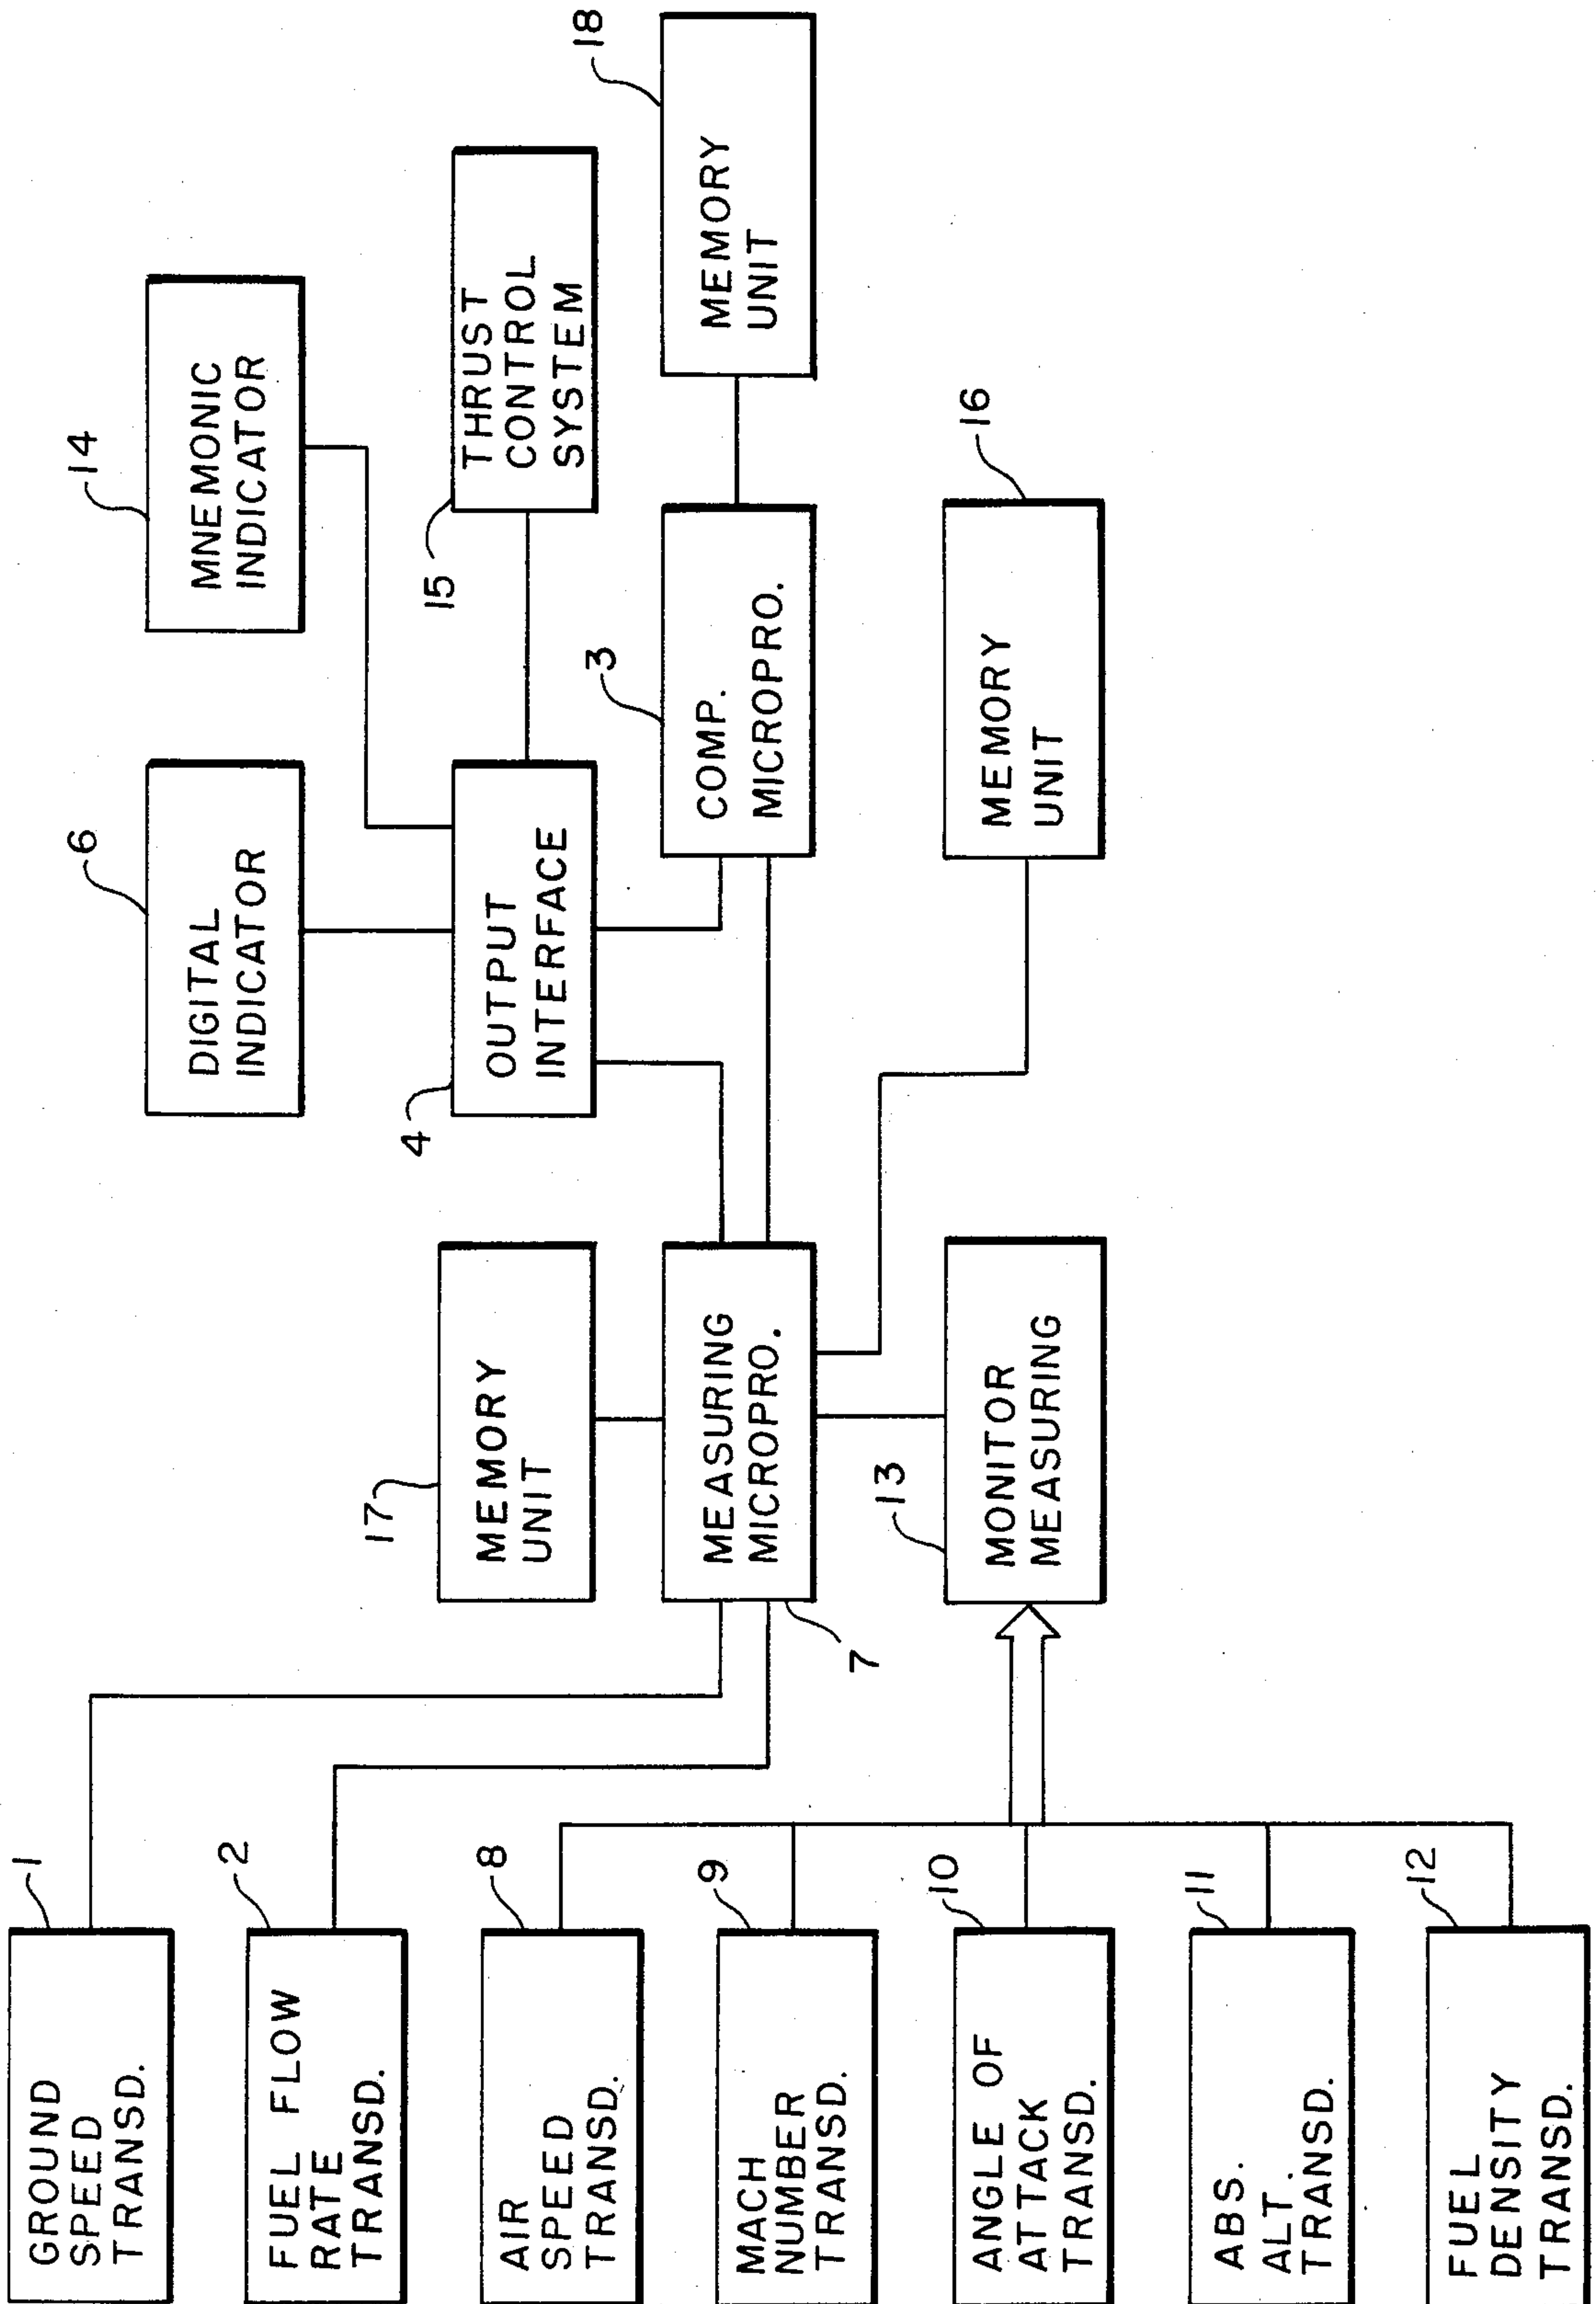 1
GROUND
SPEED
TRANSD.
2
FUEL FLOW
RATE
TRANSD.
8
AIR
SPEED
TRANSD.
9
MACH
NUMBER
TRANSD.
10
ANGLE OF
ATTACK
TRANSD.
11
ABS.
ALT.
TRANSD.
12
FUEL
DENSITY
TRANSD.
17
MEMORY
UNIT
MEASURING
MICROPRO.
7
13
MONITOR
MEASURING
6
DIGITAL
INDICATOR
4
OUTPUT
INTERFACE
14
MNEMONIC
INDICATOR
15
THRUST
CONTROL
SYSTEM
3
COMP.
MICROPRO.
18
MEMORY
UNIT
16
MEMORY
UNIT